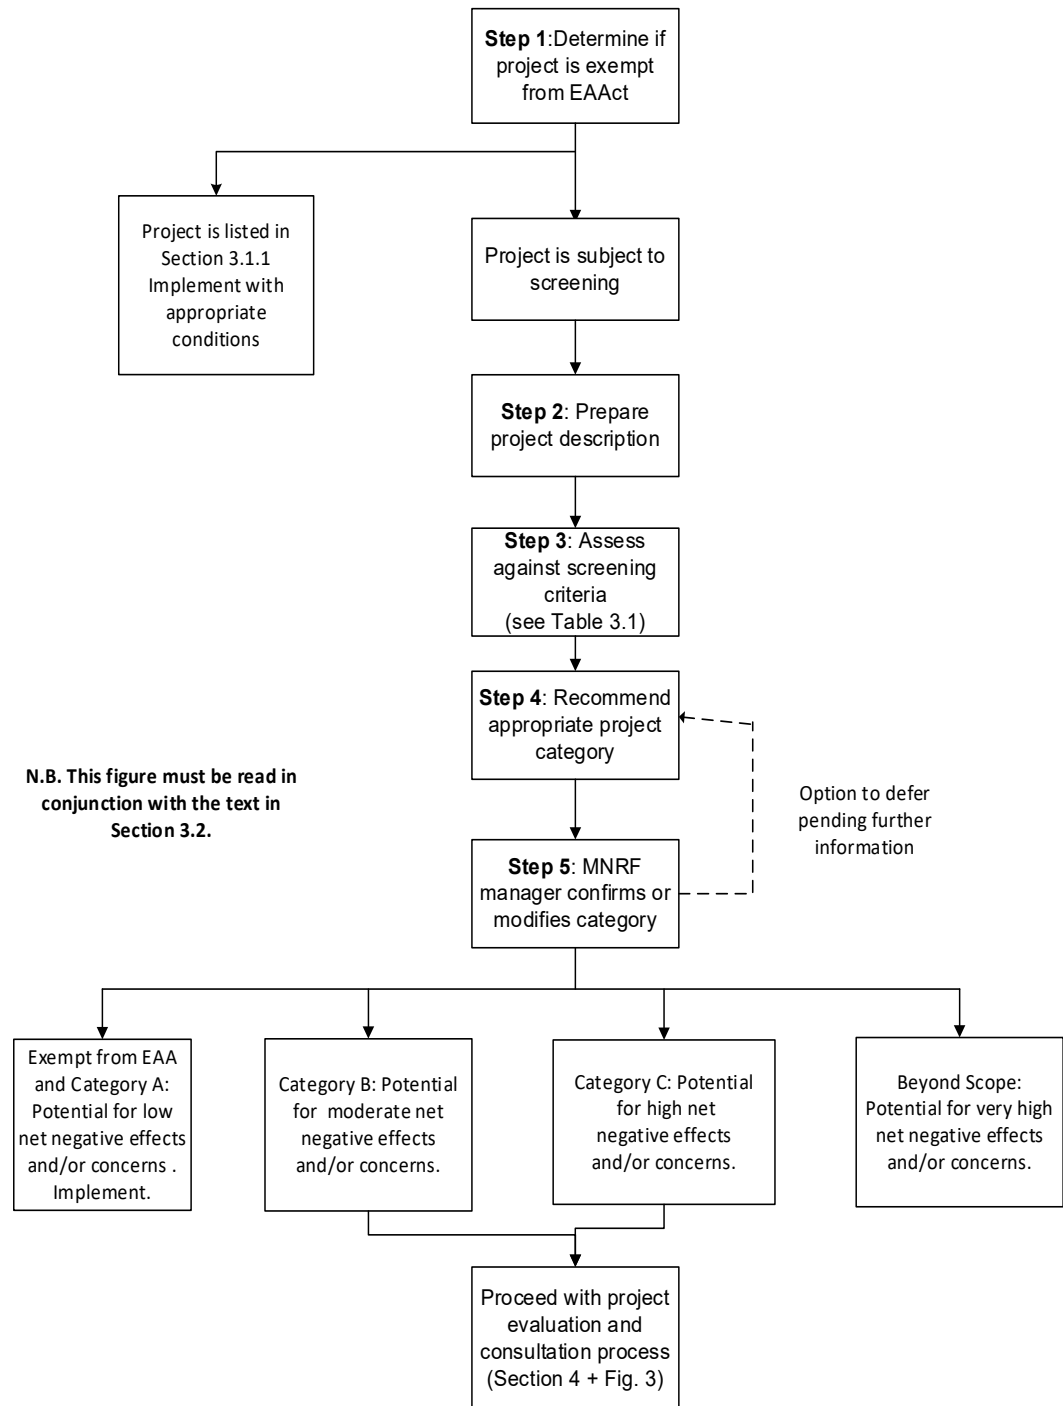 Step 1:Determine if
project is exempt
from EAAct
Project is listed in
Section 3.1.1
Implement with
appropriate
conditions
Project is subject to
screening
Step 2: Prepare
project description
Step 3: Assess
against screening
criteria
(see Table 3.1)
Step 4: Recommend
appropriate project
category
N.B. This figure must be read in
conjunction with the text in
Section 3.2.
Option to defer
pending further
information
Step 5: MNRF
manager confirms or
modifies category
Exempt from EAA
and Category A:
Potential for low
net negative effects
and/or concerns .
Implement.
Category B: Potential
for moderate net
negative effects
and/or concerns.
Category C: Potential
for high net
negative effects
and/or concerns.
Beyond Scope:
Potential for very high
net negative effects
and/or concerns.
Proceed with project
evaluation and
consultation process
(Section 4 + Fig. 3)